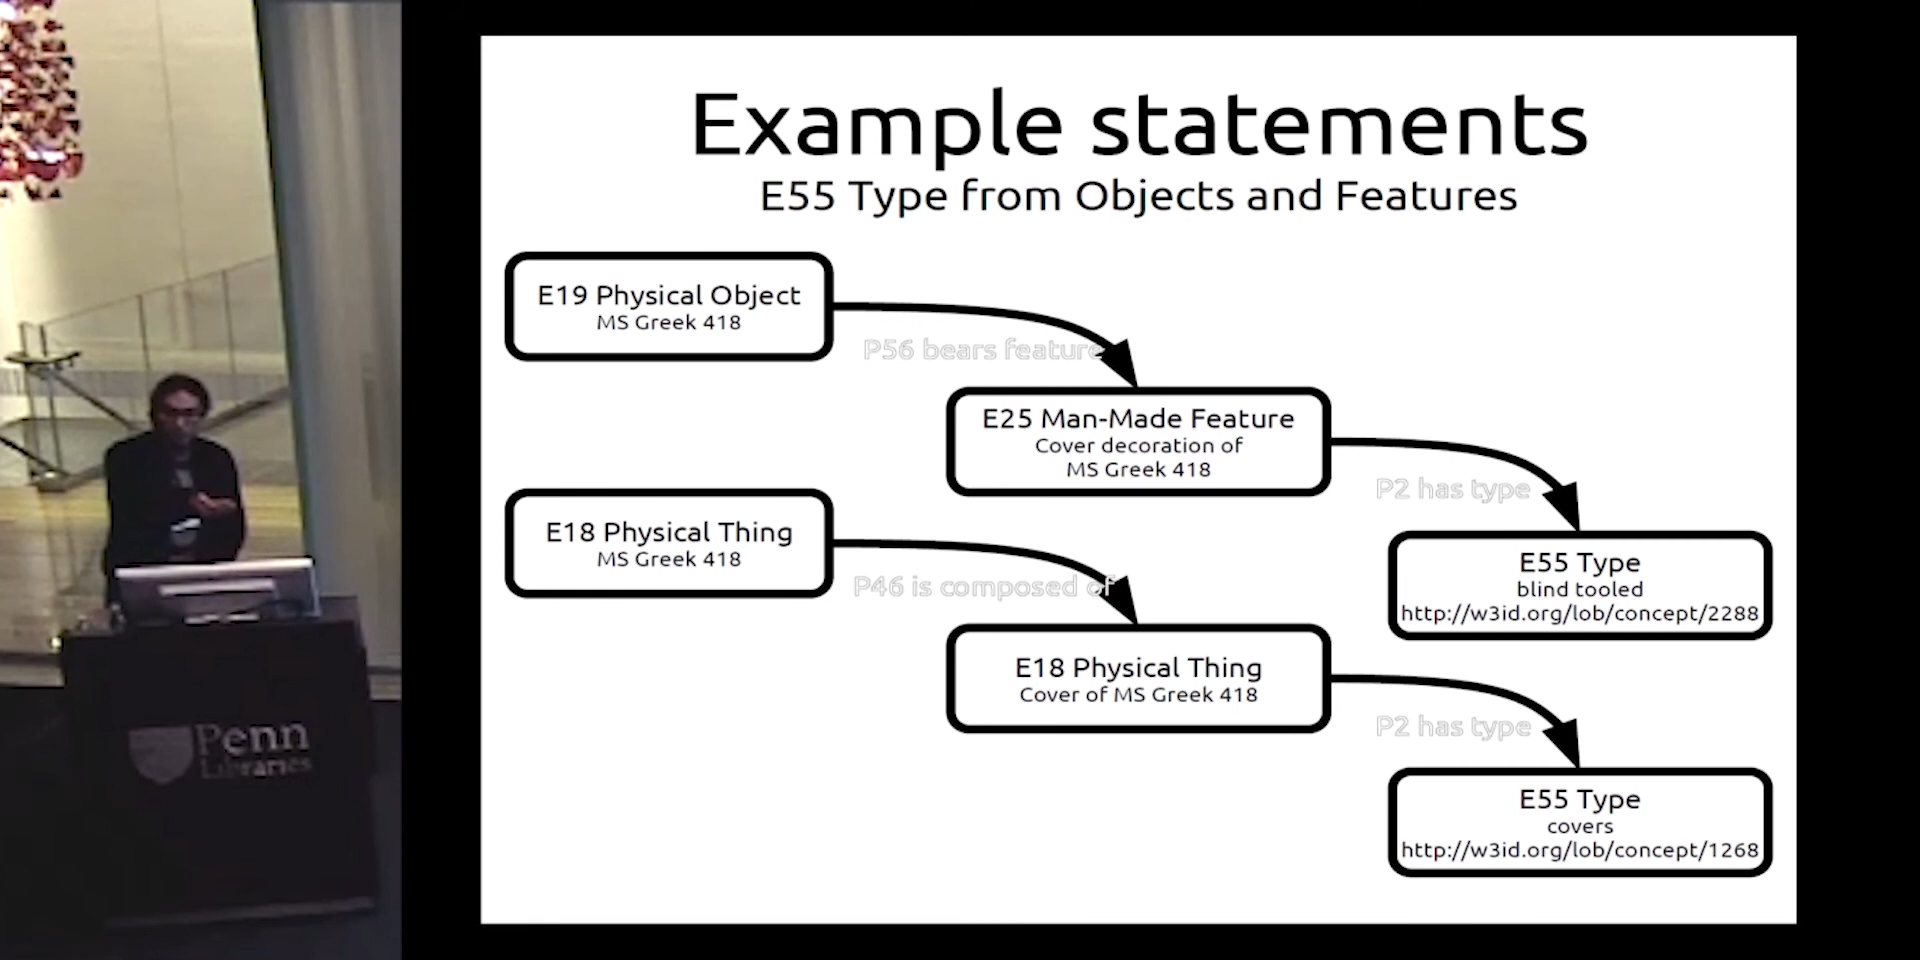 Example statements
E55 Type from Objects and Features
E19 Physical Object
MS Greek 418
P56 bears feature
E25 Man-Made Feature
Cover decoration of
MS Greek 418
P2 has type
E55 Type
blind tooled
http://w3id.org/lob/concept/2288
E18 Physical Thing
MS Greek 418
P46 is composed of
E18 Physical Thing
Cover of MS Greek 418
P2 has type
E55 Type
covers
http://w3id.org/lob/concept/1268
Penn
Libraries